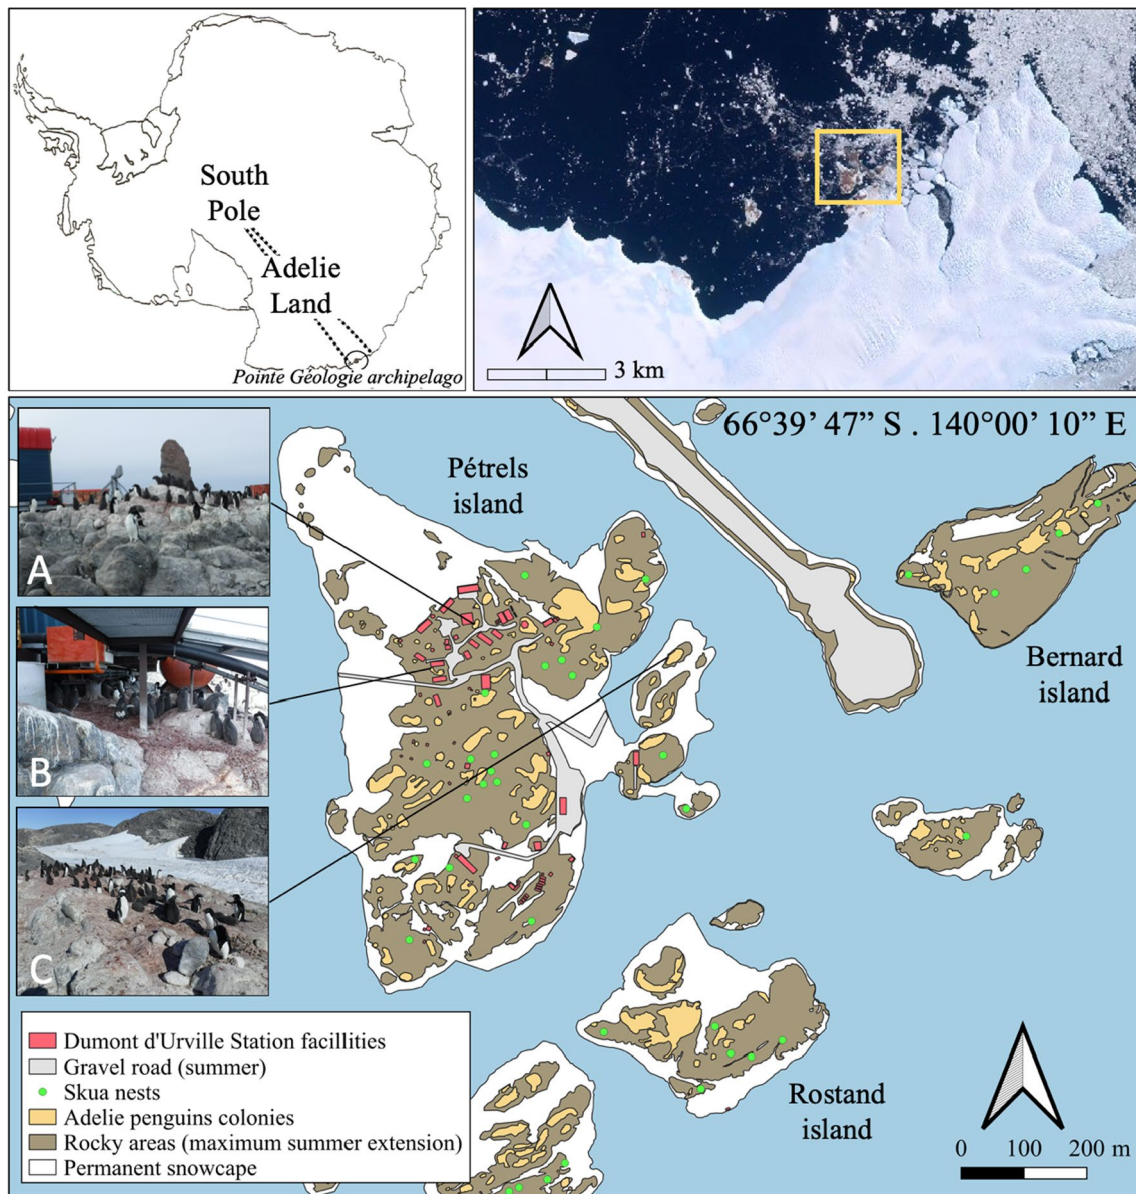 South
Pole
Adelie
Land
Pointe Géologie archipelago
3 km
66°39’ 47” S . 140°00’ 10” E
Pétrels
island
Bernard
island
A
B
C
Rostand
island
Dumont d'Urville Station facillities
Gravel road (summer)
Skua nests
Adelie penguins colonies
Rocky areas (maximum summer extension)
Permanent snowcape
0 100 200 m